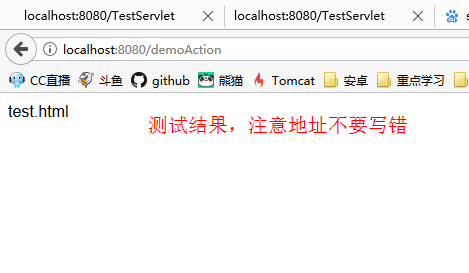 localhost:8080/TestServlet localhost:8080/TestServlet
localhost:8080/demoAction
CC直播 斗鱼 github 熊猫 Tomcat 安卓 重点学习
test.html
测试结果，注意地址不要写错